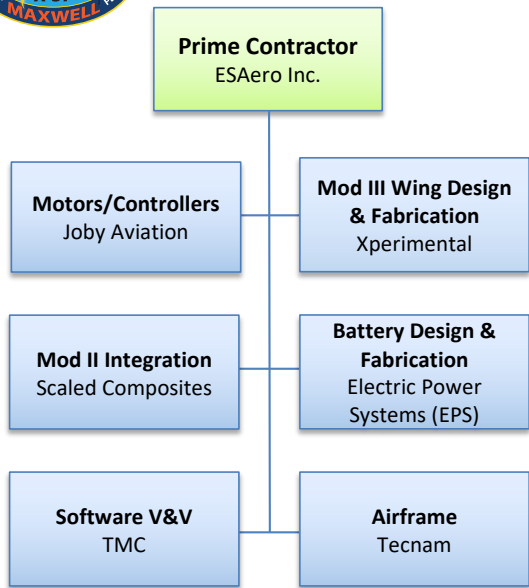 MAXWELL
Prime Contractor
ESAero Inc.
Motors/Controllers
Joby Aviation
Mod III Wing Design
& Fabrication
Xperimental
Mod II Integration
Scaled Composites
Battery Design &
Fabrication
Electric Power
Systems (EPS)
Software V&V
TMC
Airframe
Tecnam